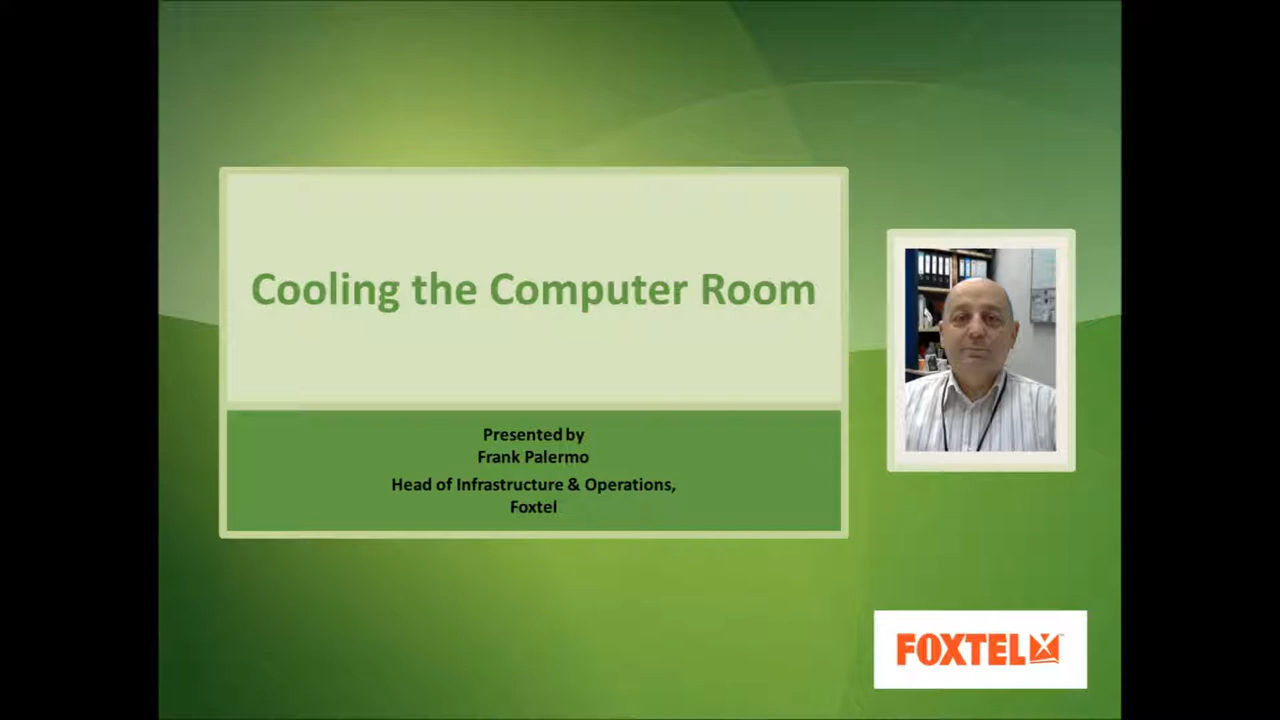 Cooling the Computer Room
Presented by
Frank Palermo
Head of Infrastructure & Operations,
Foxtel
FOXTEL